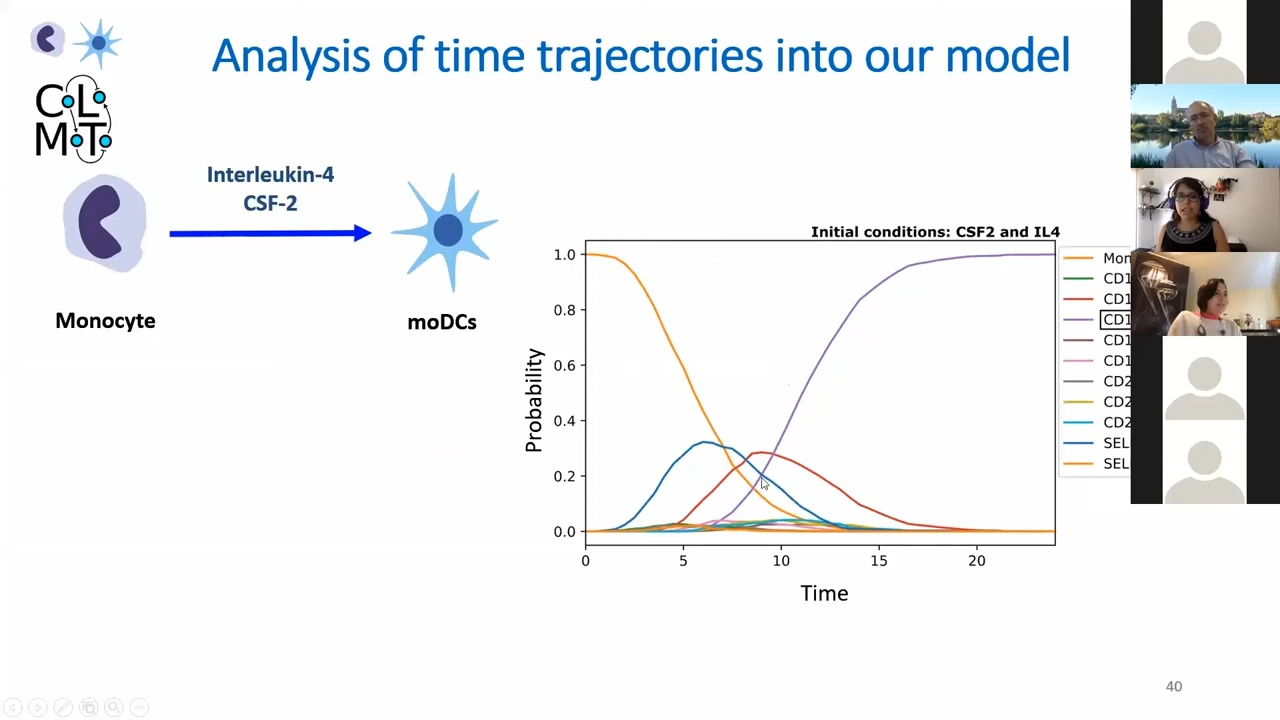 Analysis of time trajectories into our model
CLMT
Interleukin-4
CSF-2
Monocyte
moDCs
Initial conditions: CSF2 and IL4
Probability
1.0
0.8
0.6
0.4
0.2
0.0
0
5
10
15
20
Time
Mon
CD1
CD1
CD1
CD1
CD1
CD2
CD2
CD2
SEL
SEL
40